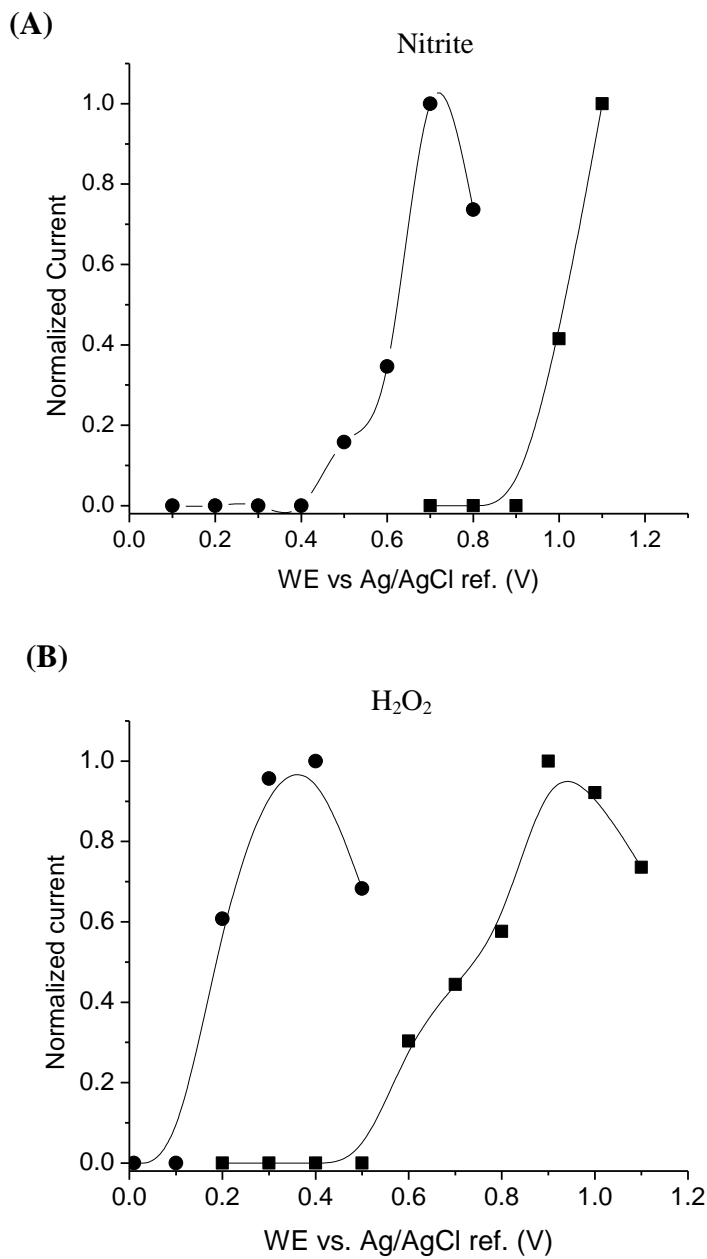 (A)
Nitrite
1.0
0.8
0.6
0.4
0.2
0.0
Normalized Current
0.0 0.2 0.4 0.6 0.8 1.0 1.2
WE vs Ag/AgCl ref. (V)
(B)
H₂O₂
1.0
0.8
0.6
0.4
0.2
0.0
Normalized current
0.0 0.2 0.4 0.6 0.8 1.0 1.2
WE vs. Ag/AgCl ref. (V)